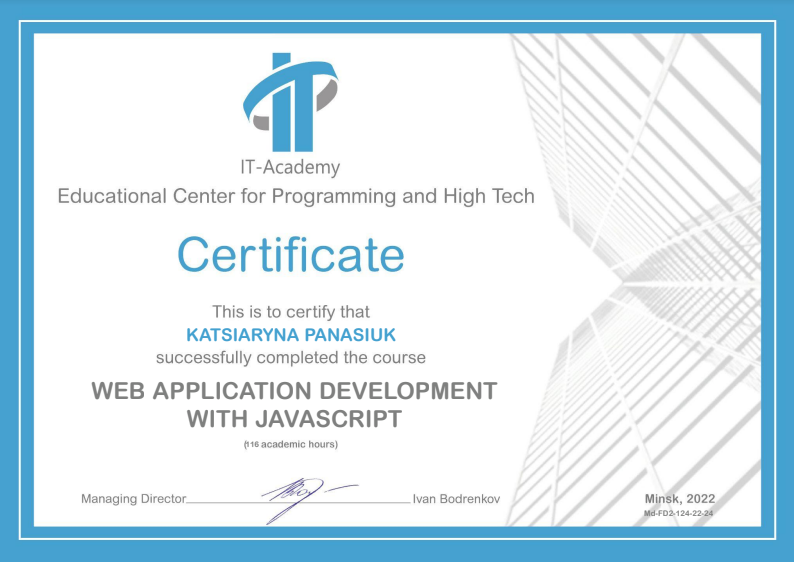 IT
IT-Academy
Educational Center for Programming and High Tech
Certificate
This is to certify that
KATSIARYNA PANASIUK
successfully completed the course
WEB APPLICATION DEVELOPMENT
WITH JAVASCRIPT
(116 academic hours)
Managing Director Ivan Bodrenkov
Minsk, 2022
Md-FD2-124-22-24